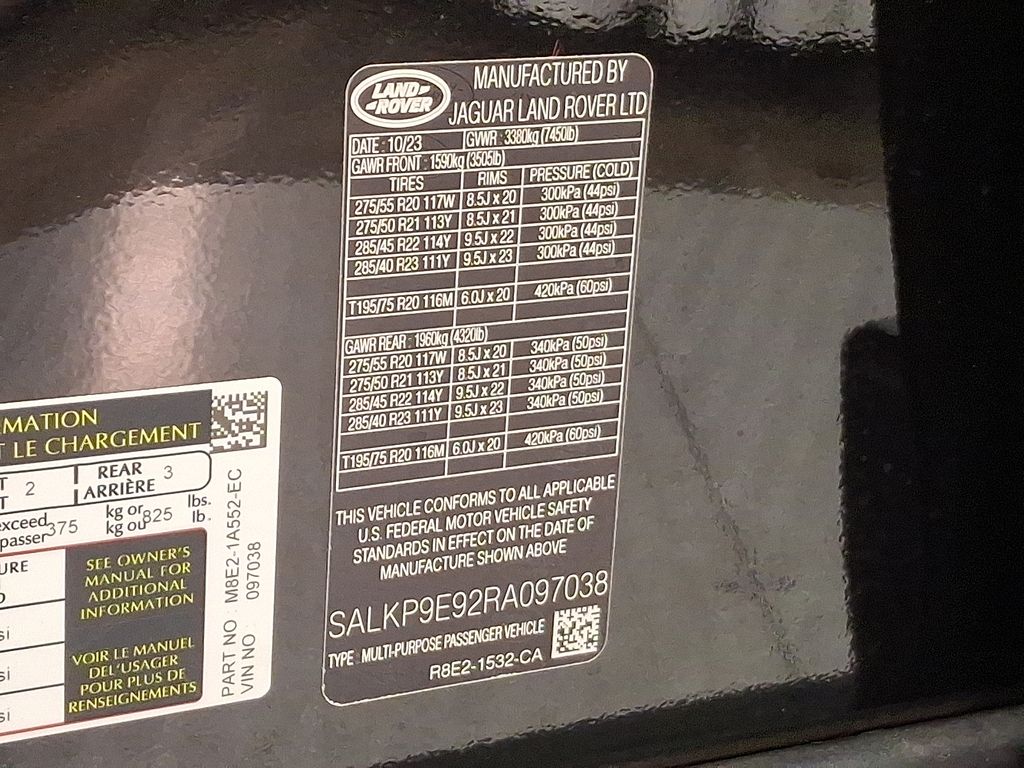 LAND-
-ROVER
MANUFACTURED BY
JAGUAR LAND ROVER LTD
DATE : 10/23 GVWR : 3380kg (7450lb)
GAWR FRONT : 1590kg (3505lb)
TIRES RIMS PRESSURE (COLD)
275/55 R20 117W 8.5J x 20 300kPa (44psi)
275/50 R21 113Y 8.5J x 21 300kPa (44psi)
285/45 R22 114Y 9.5J x 22 300kPa (44psi)
285/40 R23 111Y 9.5J x 23 300kPa (44psi)
T195/75 R20 116M 6.0J x 20 420kPa (60psi)
GAWR REAR : 1960kg (4320lb)
275/55 R20 117W 8.5J x 20 340kPa (50psi)
275/50 R21 113Y 8.5J x 21 340kPa (50psi)
285/45 R22 114Y 9.5J x 22 340kPa (50psi)
285/40 R23 111Y 9.5J x 23 340kPa (50psi)
T195/75 R20 116M 6.0J x 20 420kPa (60psi)
THIS VEHICLE CONFORMS TO ALL APPLICABLE
U.S. FEDERAL MOTOR VEHICLE SAFETY
STANDARDS IN EFFECT ON THE DATE OF
MANUFACTURE SHOWN ABOVE
SALKP9E92RA097038
TYPE : MULTI-PURPOSE PASSENGER VEHICLE
R8E2-1532-CA
RMATION
T LE CHARGEMENT
T 2 REAR 3
T ARRIÈRE
exceed 375 kg or 825 lbs.
passer kg ou lb.
URE
SEE OWNER'S
MANUAL FOR
ADDITIONAL
INFORMATION
si
VOIR LE MANUEL
DEL'USAGER
POUR PLUS DE
RENSEIGNEMENTS
si
si
PART NO : M8E2-1A552-EC
VIN NO : 097038